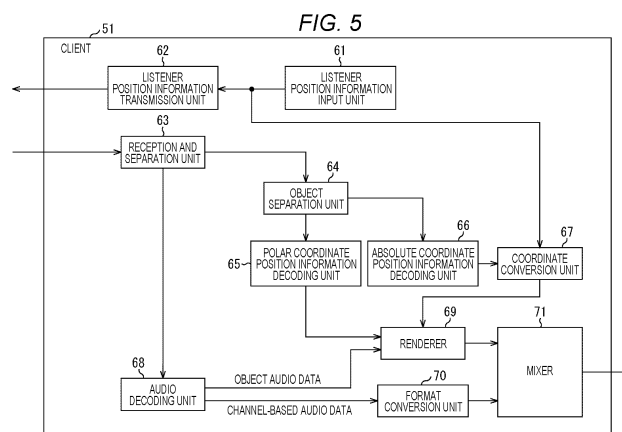 FIG. 5
51
CLIENT
62
LISTENER
POSITION INFORMATION
TRANSMISSION UNIT
61
LISTENER
POSITION INFORMATION
INPUT UNIT
63
RECEPTION AND
SEPARATION UNIT
64
OBJECT
SEPARATION UNIT
65
POLAR COORDINATE
POSITION INFORMATION
DECODING UNIT
66
ABSOLUTE COORDINATE
POSITION INFORMATION
DECODING UNIT
67
COORDINATE
CONVERSION UNIT
69
RENDERER
71
MIXER
68
AUDIO
DECODING UNIT
OBJECT AUDIO DATA
CHANNEL-BASED AUDIO DATA
70
FORMAT
CONVERSION UNIT